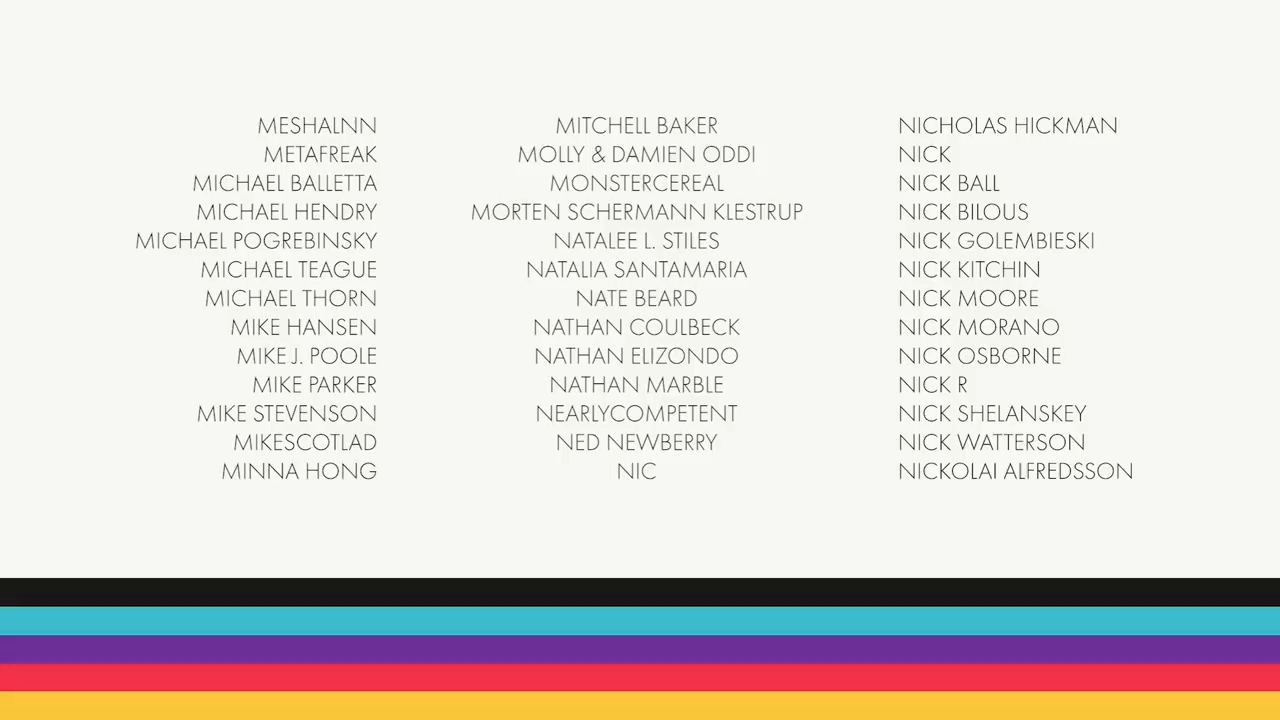 MESHALNN
METAFREAK
MICHAEL BALLETTA
MICHAEL HENDRY
MICHAEL POGREBINSKY
MICHAEL TEAGUE
MICHAEL THORN
MIKE HANSEN
MIKE J. POOLE
MIKE PARKER
MIKE STEVENSON
MIKESCOTLAD
MINNA HONG
MITCHELL BAKER
MOLLY & DAMIEN ODDI
MONSTERCEREAL
MORTEN SCHERMANN KLESTRUP
NATALEE L. STILES
NATALIA SANTAMARIA
NATE BEARD
NATHAN COULBECK
NATHAN ELIZONDO
NATHAN MARBLE
NEARLYCOMPETENT
NED NEWBERRY
NIC
NICHOLAS HICKMAN
NICK
NICK BALL
NICK BILOUS
NICK GOLEMBIESKI
NICK KITCHIN
NICK MOORE
NICK MORANO
NICK OSBORNE
NICK R
NICK SHELANSKEY
NICK WATTERSON
NICKOLAI ALFREDSSON